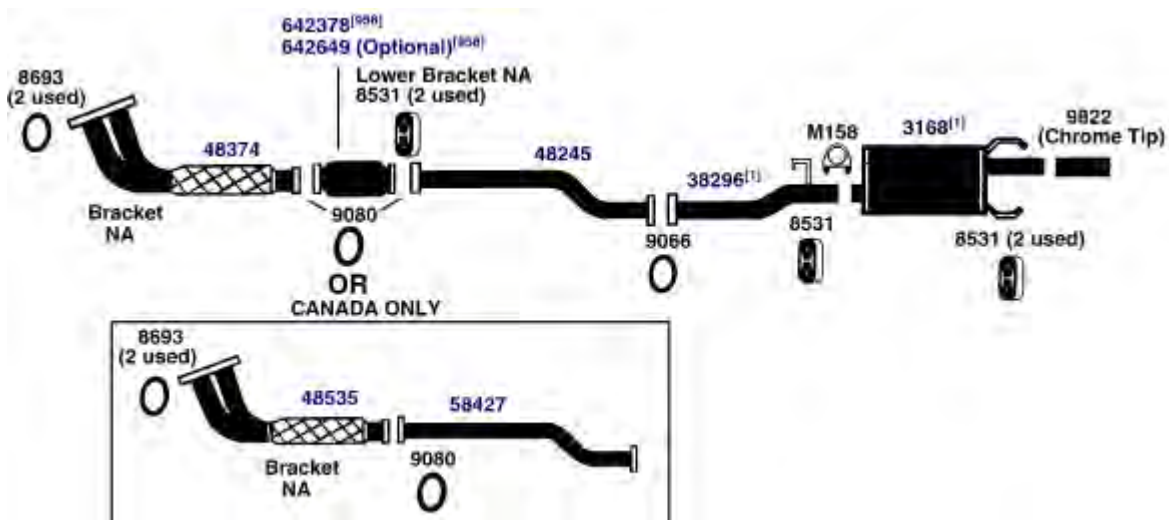 642378[988]
642649 (Optional)[958]
Lower Bracket NA
8531 (2 used)
8693
(2 used)
48374
Bracket
NA
9080
OR
CANADA ONLY
48245
9066
38296[1]
M158
8531
3168[1]
9822
(Chrome Tip)
8531 (2 used)
8693
(2 used)
48535
58427
Bracket
NA
9080